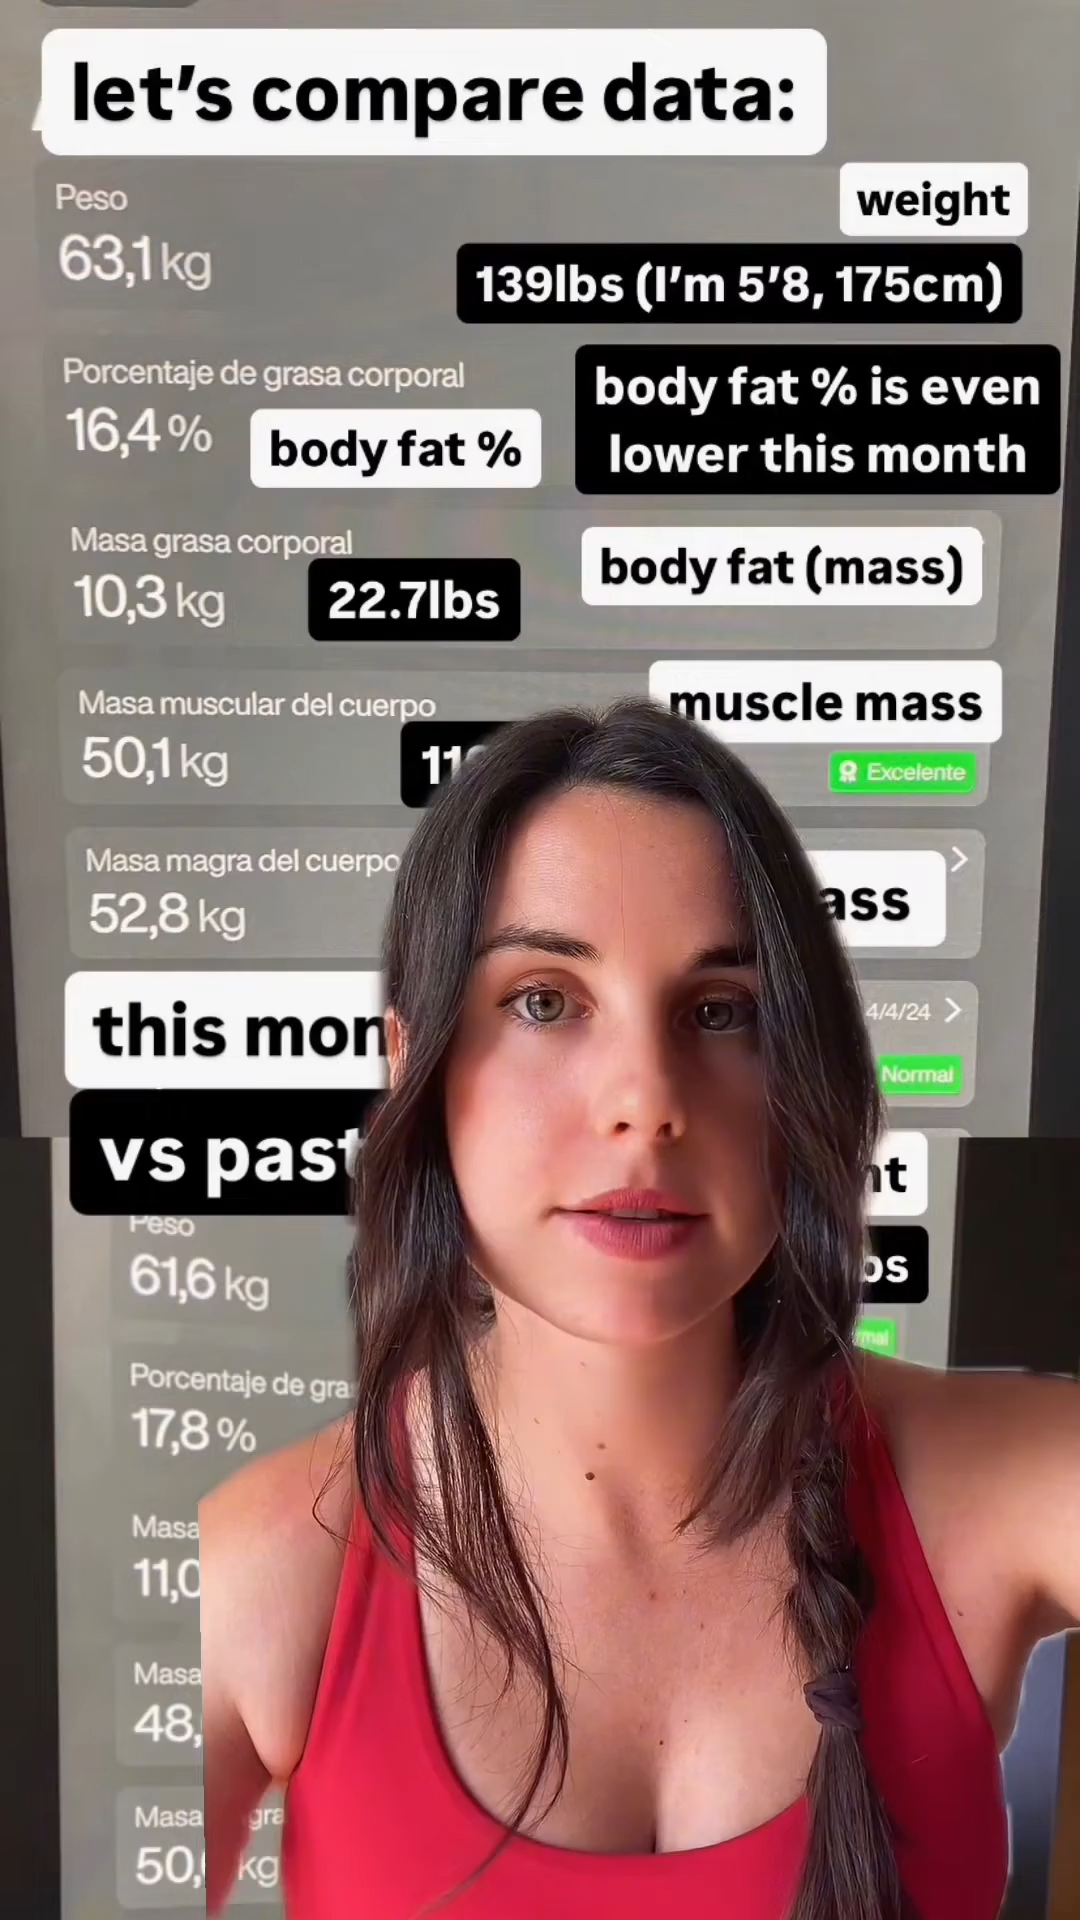 let's compare data:
Peso
weight
63,1 kg
139lbs (I'm 5'8, 175cm)
Porcentaje de grasa corporal
16,4 %
body fat %
body fat % is even
lower this month
Masa grasa corporal
10,3 kg
22.7lbs
body fat (mass)
Masa muscular del cuerpo
muscle mass
50,1 kg
Excelente
Masa magra del cuerpo
52,8 kg
this
4/4/24
Normal
vs past
Peso
61,6 kg
Porcentaje de
17,8 %
Masa
Masa
Masa
kg